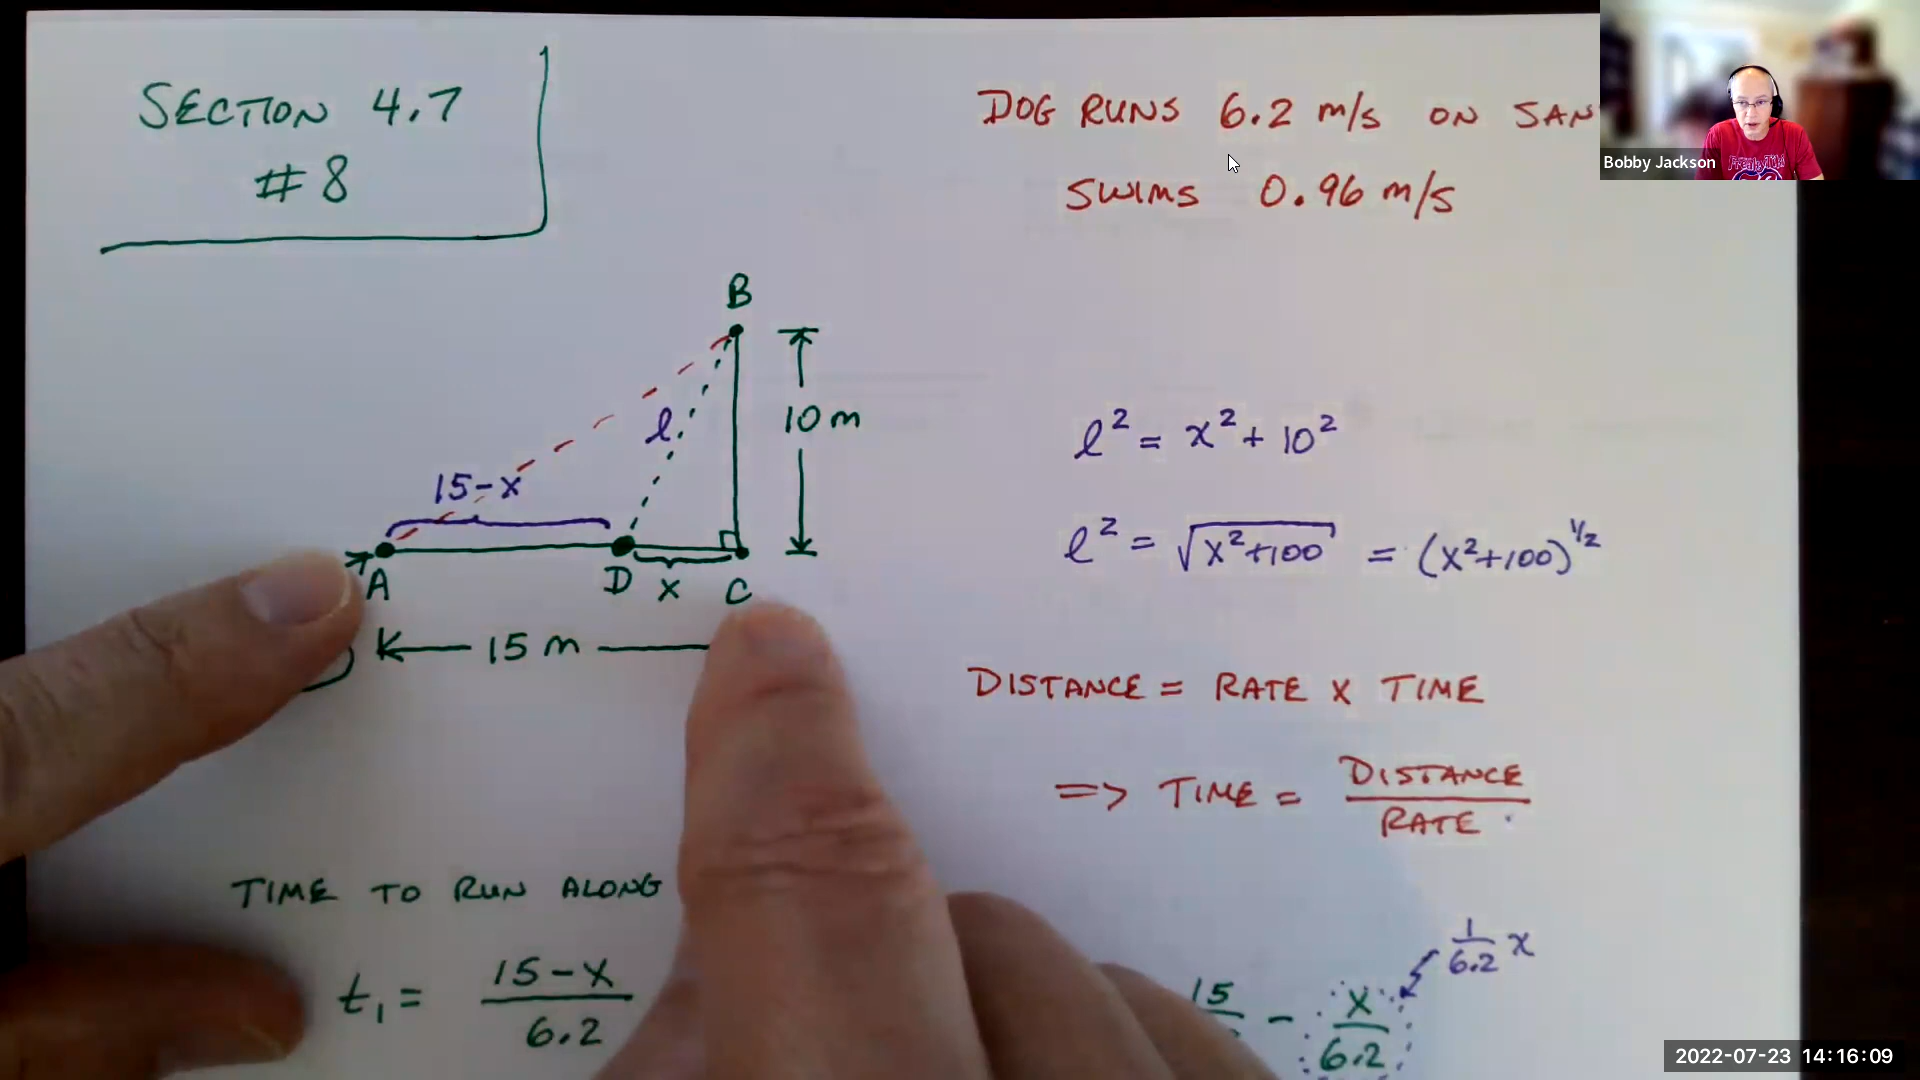 SECTION 4.7
#8
DOG RUNS 6.2 m/s ON SAN
SWIMS 0.96 m/s
Bobby Jackson
B
10 m
l
15-x
A
D
x
C
15 m
l² = x² + 10²
l² = √x²+100 = (x²+100)^1/2
DISTANCE = RATE X TIME
=> TIME = DISTANCE / RATE
TIME TO RUN ALONG
t₁ = 15-x / 6.2
15 - x / 6.2
1/6.2 x
2022-07-23 14:16:09